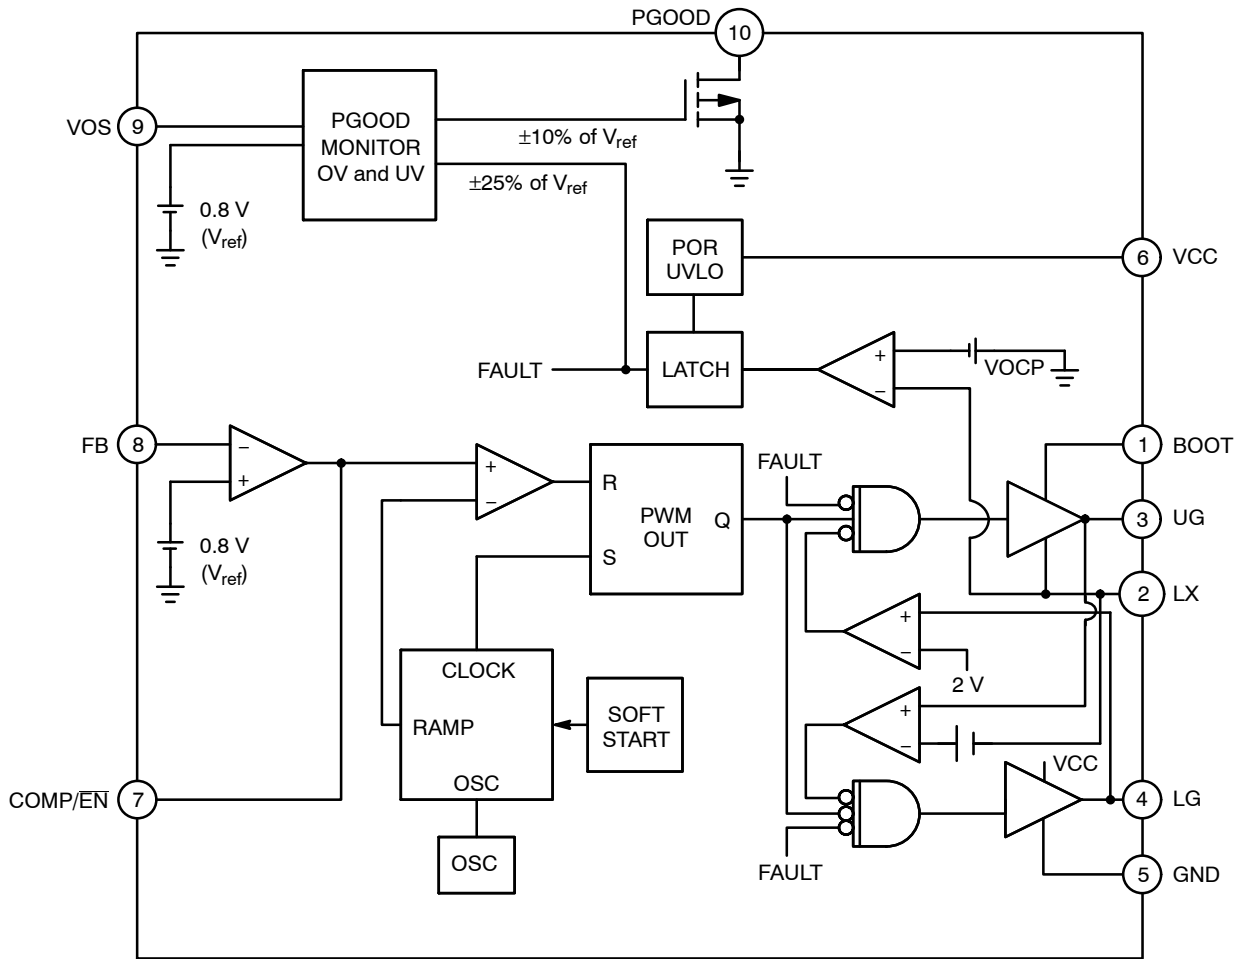 PGOOD
10
VOS
9
PGOOD
MONITOR
OV and UV
±10% of Vref
±25% of Vref
0.8 V
(Vref)
POR
UVLO
6
VCC
FAULT
LATCH
+
−
VOCP
FB
8
−
+
0.8 V
(Vref)
+
−
R
S
PWM
OUT
Q
FAULT
1
BOOT
3
UG
2
LX
+
−
2 V
CLOCK
RAMP
OSC
SOFT
START
+
−
VCC
COMP/EN
7
4
LG
OSC
FAULT
5
GND